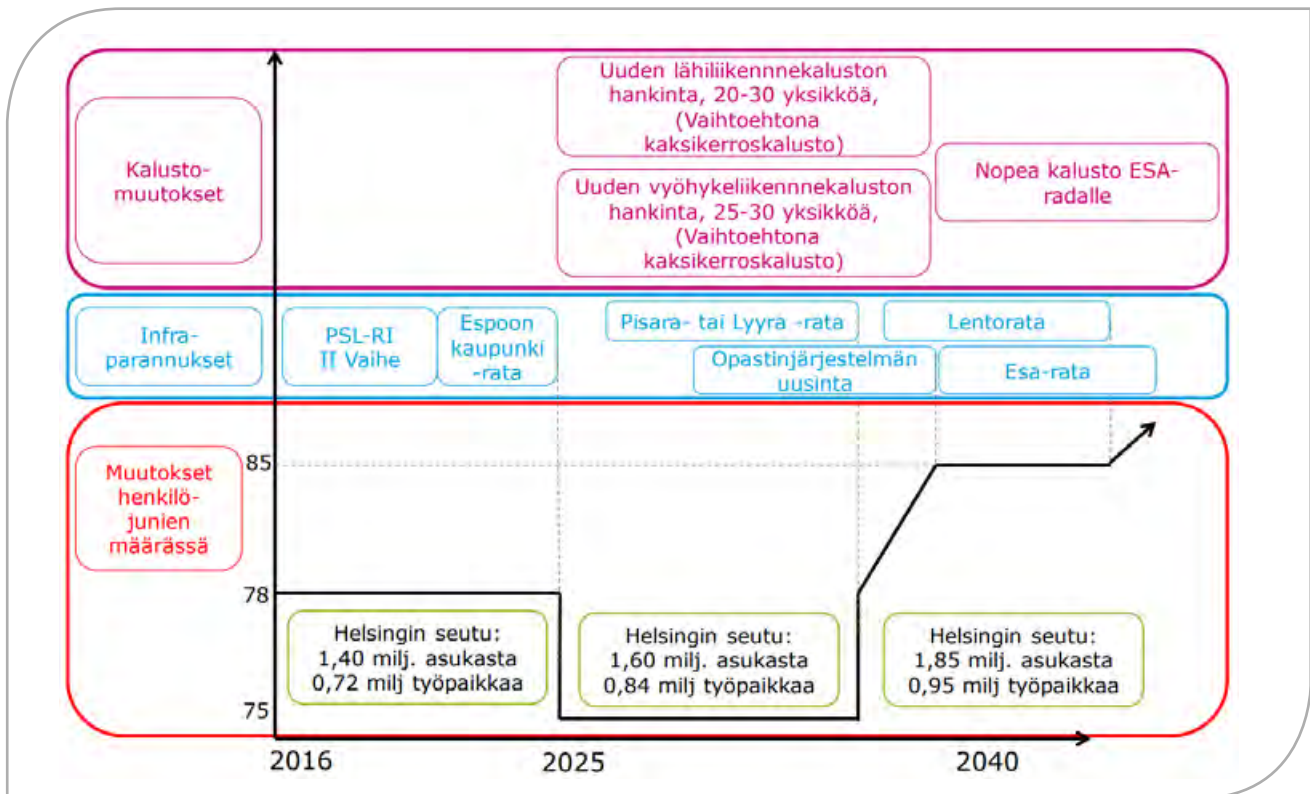 Kalusto-
muutokset
Uuden lähiliikennnekaluston
hankinta, 20-30 yksikköä,
(Vaihtoehtona
kaksikerroskalusto)
Uuden vyöhykeliikennnekaluston
hankinta, 25-30 yksikköä,
(Vaihtoehtona
kaksikerroskalusto)
Nopea kalusto ESA-
radalle
Infra-
parannukset
PSL-RI
II Vaihe
Espoon
kaupunki
-rata
Pisara- tai Lyyra -rata
Opastinjärjestelmän
uusinta
Lentorata
Esa-rata
Muutokset
henkilö-
junien
määrässä
85
78
75
Helsingin seutu:
1,40 milj. asukasta
0,72 milj työpaikkaa
Helsingin seutu:
1,60 milj. asukasta
0,84 milj työpaikkaa
Helsingin seutu:
1,85 milj. asukasta
0,95 milj työpaikkaa
2016
2025
2040